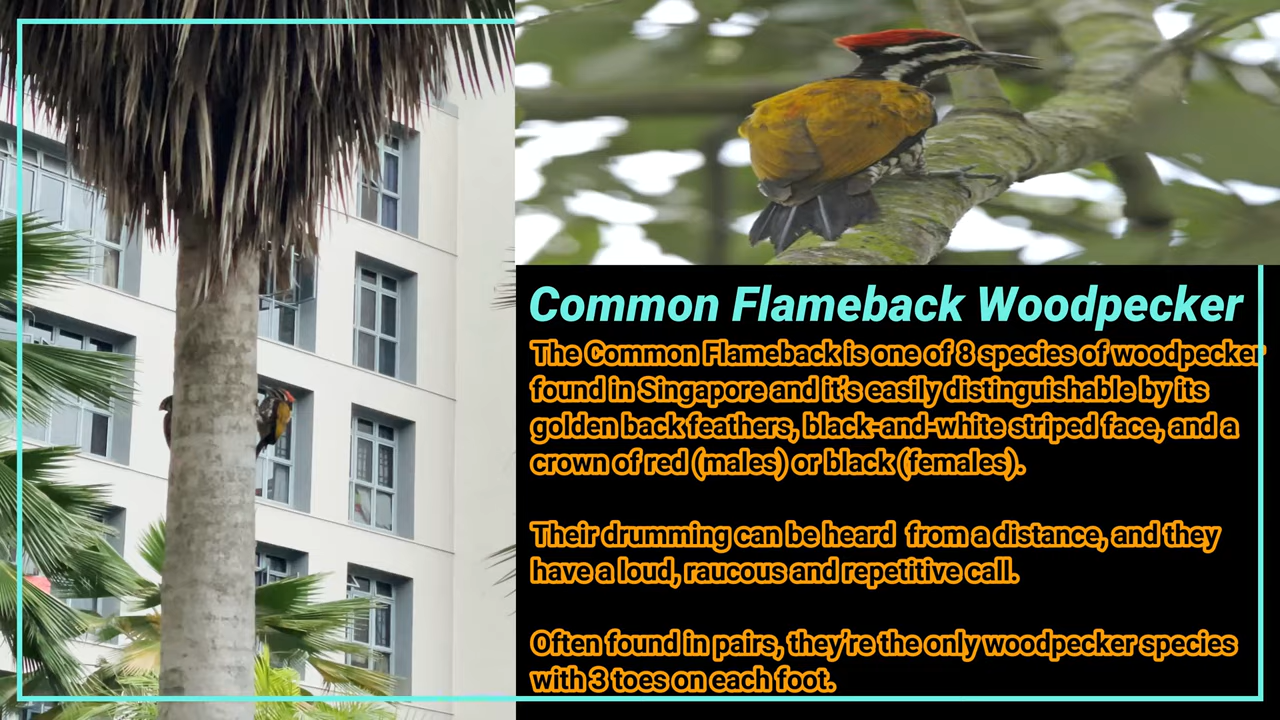 Common Flameback Woodpecker
The Common Flameback is one of 8 species of woodpecker
found in Singapore and it's easily distinguishable by its
golden back feathers, black-and-white striped face, and a
crown of red (males) or black (females).
Their drumming can be heard  from a distance, and they
have a loud, raucous and repetitive call.
Often found in pairs, they're the only woodpecker species
with 3 toes on each foot.